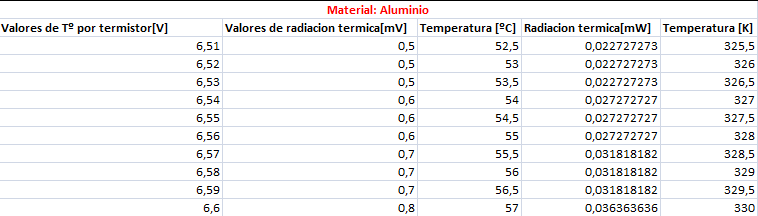 Material: Aluminio
Valores de Tº por termistor[V] Valores de radiacion termica[mV] Temperatura [ºC] Radiacion termica[mW] Temperatura [K]
6,51 0,5 52,5 0,022727273 325,5
6,52 0,5 53 0,022727273 326
6,53 0,5 53,5 0,022727273 326,5
6,54 0,6 54 0,027272727 327
6,55 0,6 54,5 0,027272727 327,5
6,56 0,6 55 0,027272727 328
6,57 0,7 55,5 0,031818182 328,5
6,58 0,7 56 0,031818182 329
6,59 0,7 56,5 0,031818182 329,5
6,6 0,8 57 0,036363636 330